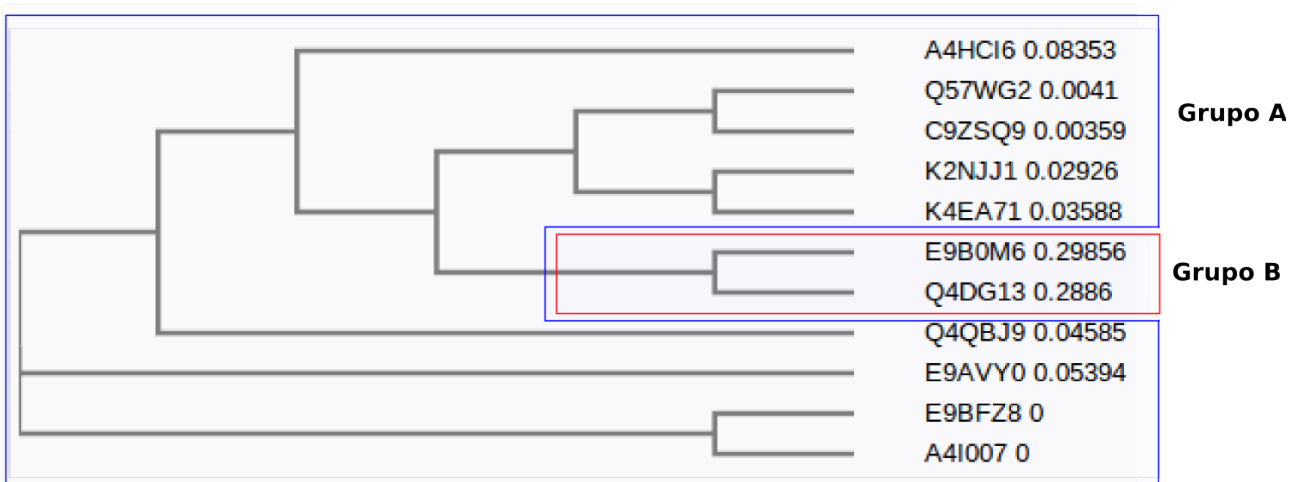 A4HCI6 0.08353
Q57WG2 0.0041
Grupo A
C9ZSQ9 0.00359
K2NJJ1 0.02926
K4EA71 0.03588
E9B0M6 0.29856
Grupo B
Q4DG13 0.2886
Q4QBJ9 0.04585
E9AVY0 0.05394
E9BFZ8 0
A4I007 0